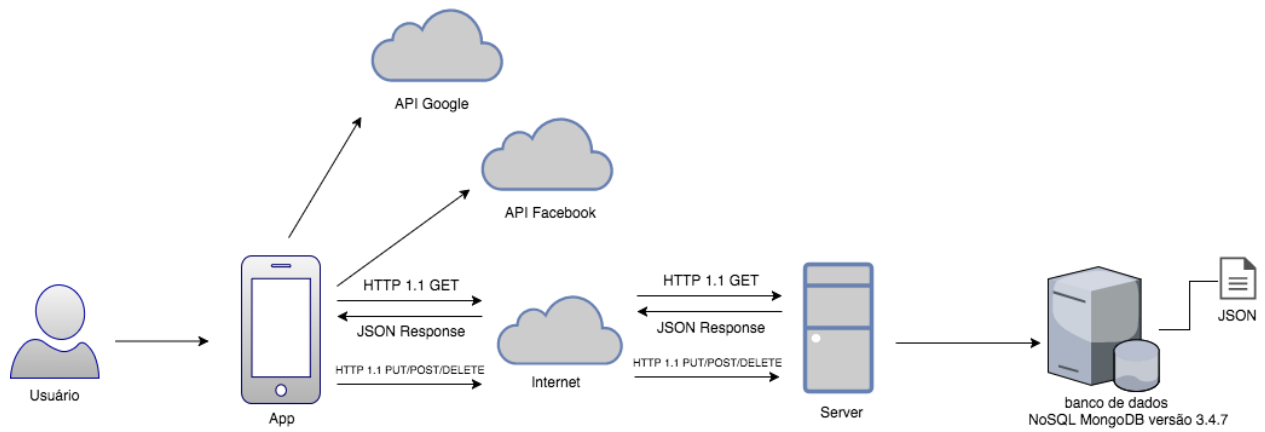 API Google
API Facebook
HTTP 1.1 GET
HTTP 1.1 GET
JSON Response
JSON Response
HTTP 1.1 PUT/POST/DELETE
HTTP 1.1 PUT/POST/DELETE
JSON
Usuário
App
Internet
Server
banco de dados
NoSQL MongoDB versão 3.4.7